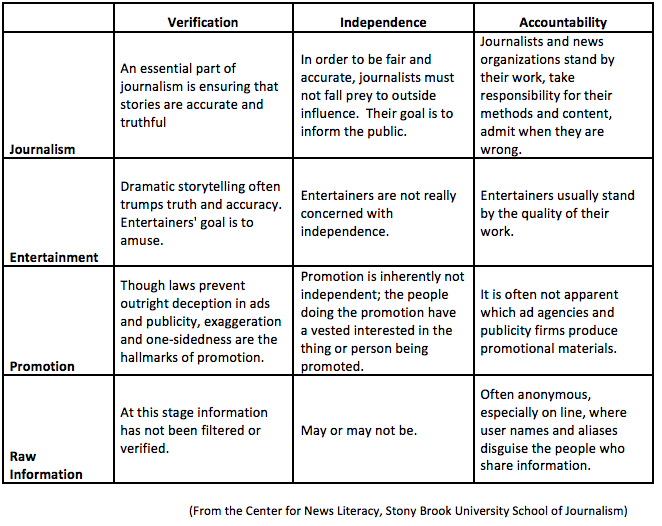 Verification Independence Accountability
Journalism
An essential part of
journalism is ensuring that
stories are accurate and
truthful
In order to be fair and
accurate, journalists must
not fall prey to outside
influence.  Their goal is to
inform the public.
Journalists and news
organizations stand by
their work, take
responsibility for their
methods and content,
admit when they are
wrong.
Entertainment
Dramatic storytelling often
trumps truth and accuracy.
Entertainers' goal is to
amuse.
Entertainers are not really
concerned with
independence.
Entertainers usually stand
by the quality of their
work.
Promotion
Though laws prevent
outright deception in ads
and publicity, exaggeration
and one-sidedness are the
hallmarks of promotion.
Promotion is inherently not
independent; the people
doing the promotion have
a vested interested in the
thing or person being
promoted.
It is often not apparent
which ad agencies and
publicity firms produce
promotional materials.
Raw
Information
At this stage information
has not been filtered or
verified.
May or may not be.
Often anonymous,
especially on line, where
user names and aliases
disguise the people who
share information.
(From the Center for News Literacy, Stony Brook University School of Journalism)